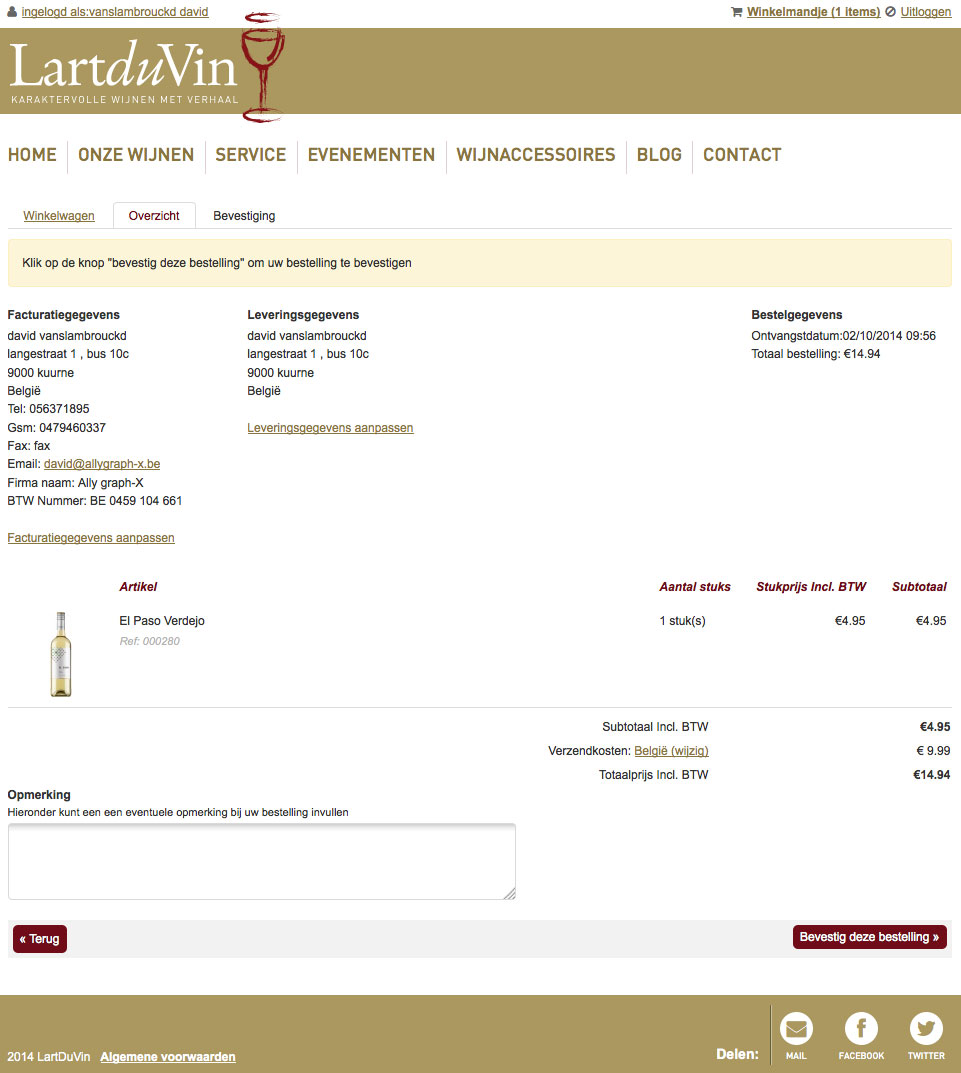 ingelogd als:vanslambrouckd david
Winkelmandje (1 items) Uitloggen
LartduVin
KARAKTERVOLLE WIJNEN MET VERHAAL
HOME ONZE WIJNEN SERVICE EVENEMENTEN WIJNACCESSOIRES BLOG CONTACT
Winkelwagen Overzicht Bevestiging
Klik op de knop "bevestig deze bestelling" om uw bestelling te bevestigen
Facturatiegegevens
david vanslambrouckd
langestraat 1 , bus 10c
9000 kuurne
België
Tel: 056371895
Gsm: 0479460337
Fax: fax
Email: david@allygraph-x.be
Firma naam: Ally graph-X
BTW Nummer: BE 0459 104 661
Facturatiegegevens aanpassen
Leveringsgegevens
david vanslambrouckd
langestraat 1 , bus 10c
9000 kuurne
België
Leveringsgegevens aanpassen
Bestelgegevens
Ontvangstdatum:02/10/2014 09:56
Totaal bestelling: €14.94
Artikel Aantal stuks Stukprijs Incl. BTW Subtotaal
El Paso Verdejo 1 stuk(s) €4.95 €4.95
Ref: 000280
Subtotaal Incl. BTW €4.95
Verzendkosten: België (wijzig) € 9.99
Totaalprijs Incl. BTW €14.94
Opmerking
Hieronder kunt een een eventuele opmerking bij uw bestelling invullen
« Terug Bevestig deze bestelling »
2014 LartDuVin Algemene voorwaarden Delen: MAIL FACEBOOK TWITTER